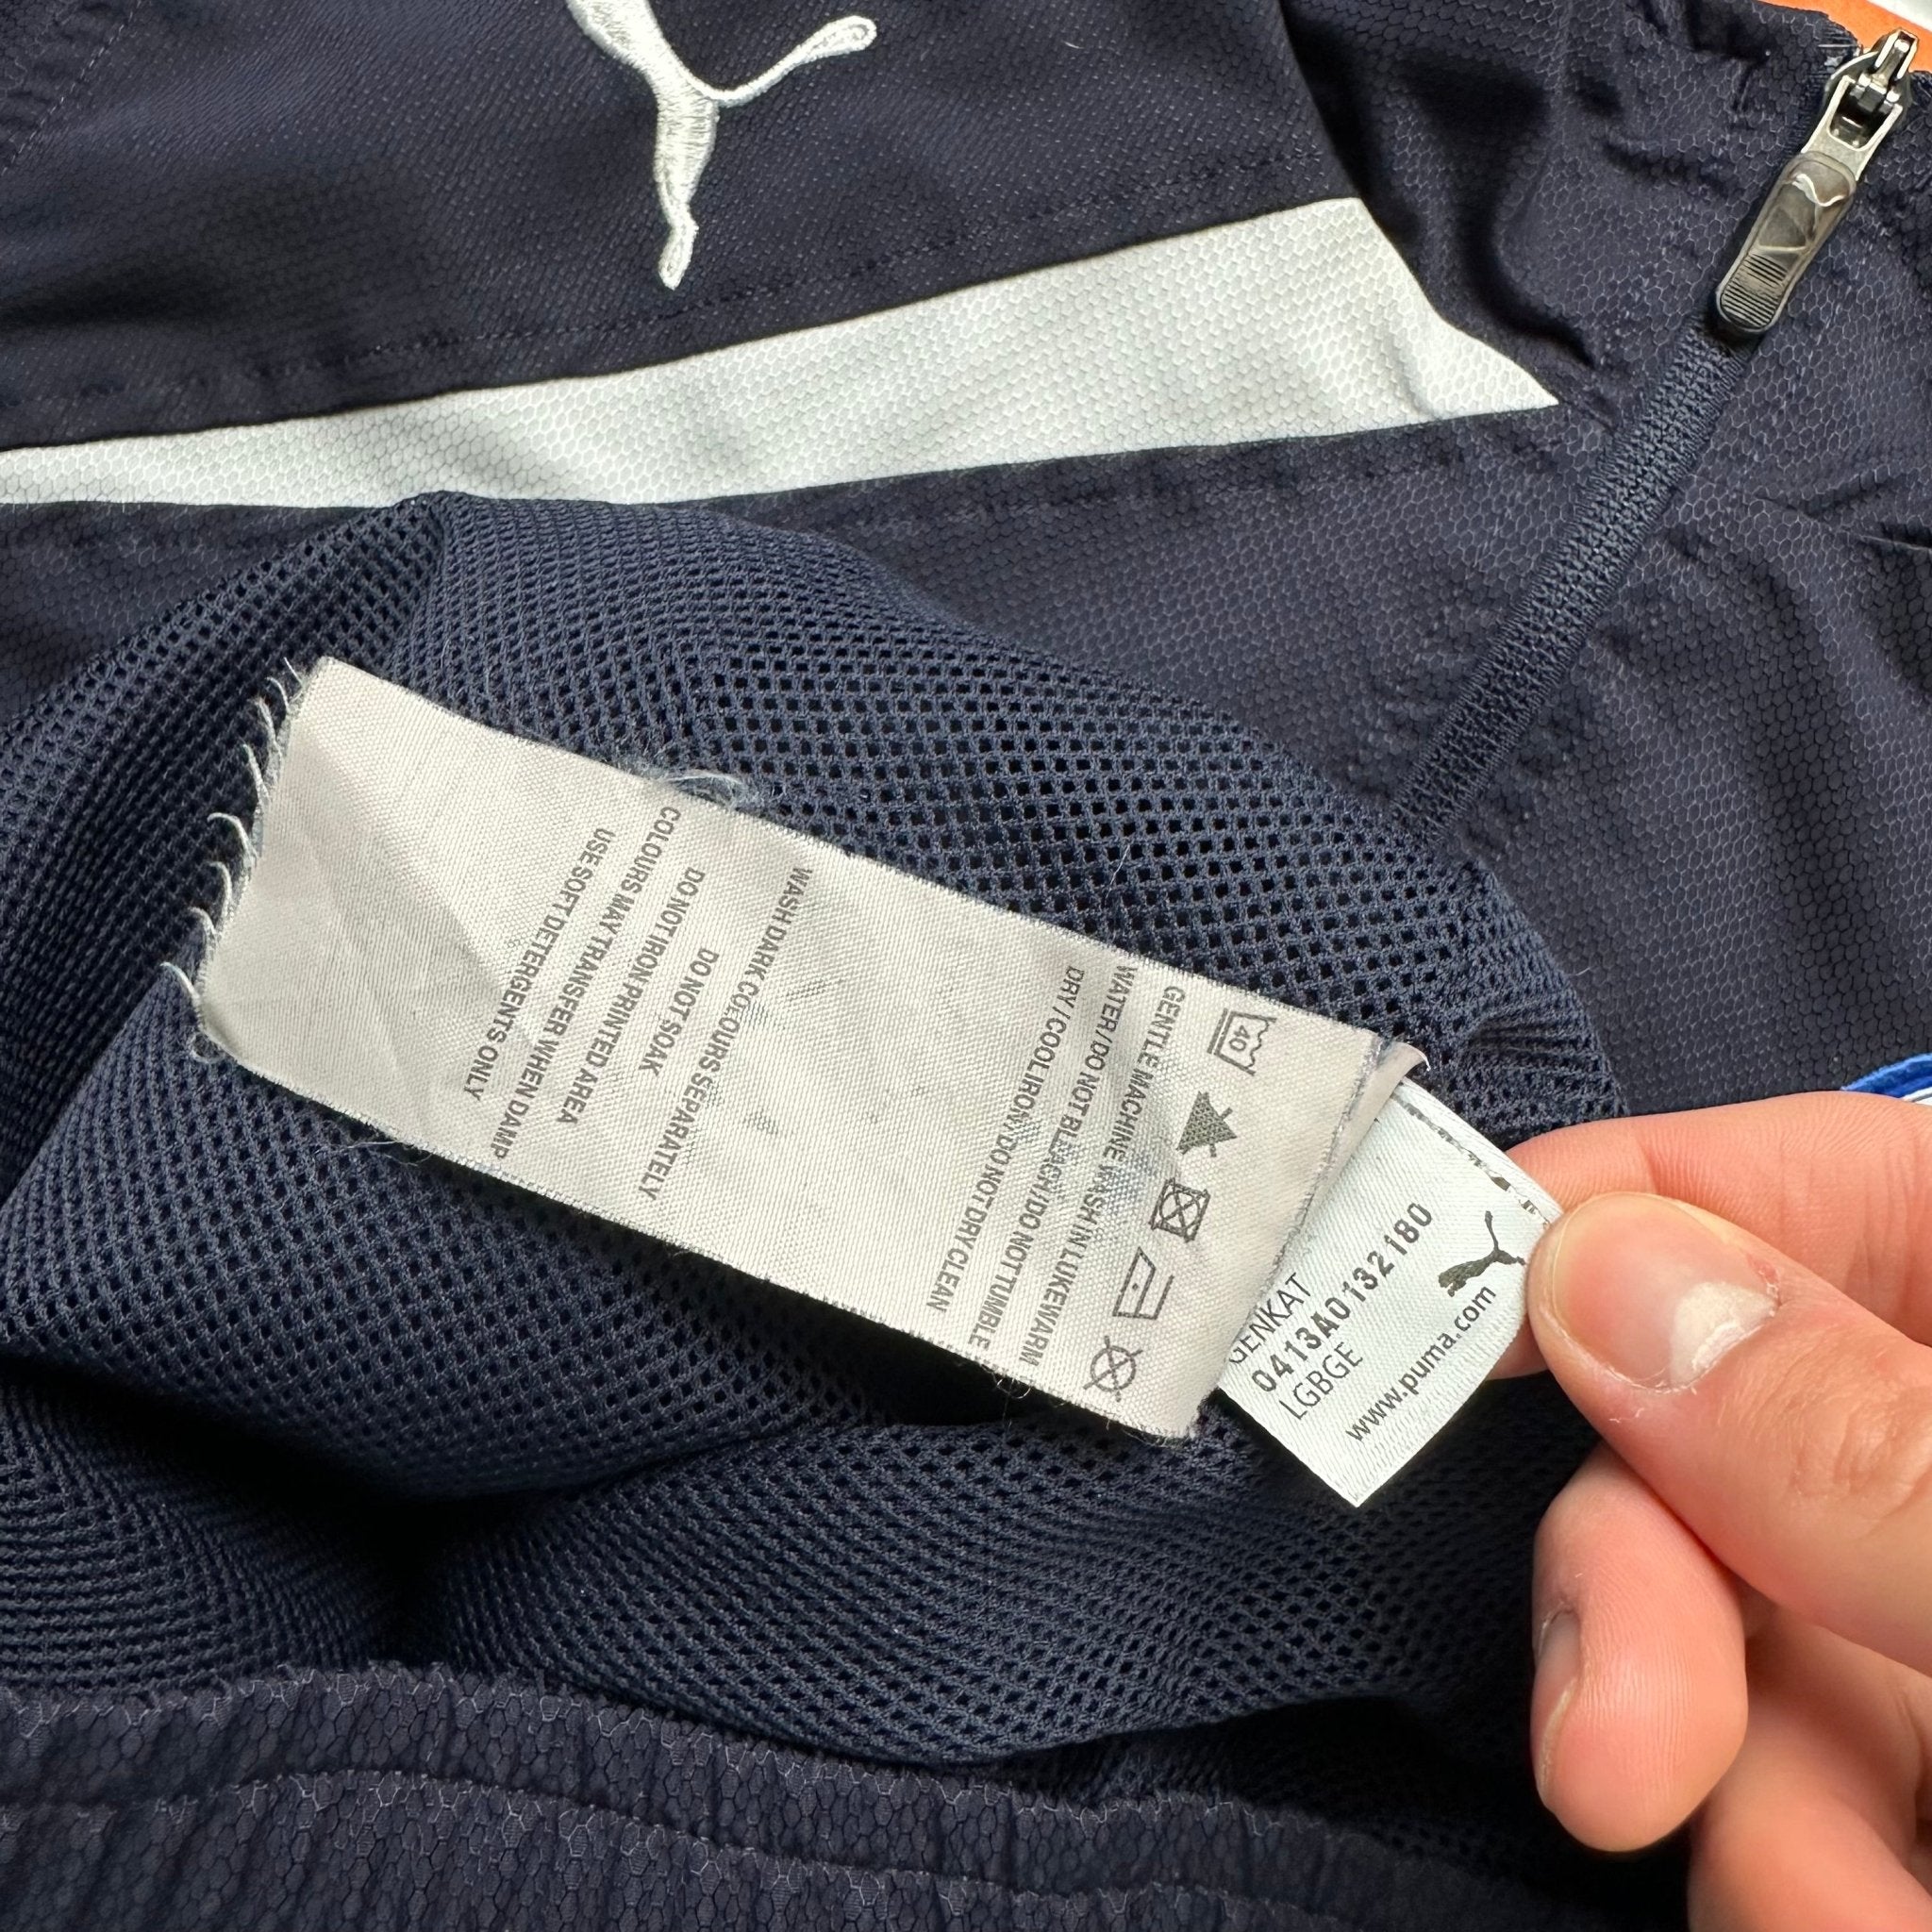 40
GENTLE MACHINE WASH IN LUKEWARM
WATER / DO NOT BLEACH / DO NOT TUMBLE
DRY / COOL IRON / DO NOT DRY CLEAN
WASH DARK COLOURS SEPARATELY
DO NOT SOAK
DO NOT IRON PRINTED AREA
COLOURS MAY TRANSFER WHEN DAMP
USE SOFT DETERGENTS ONLY
GENKAT
0413A0132180
LGBGE
www.puma.com